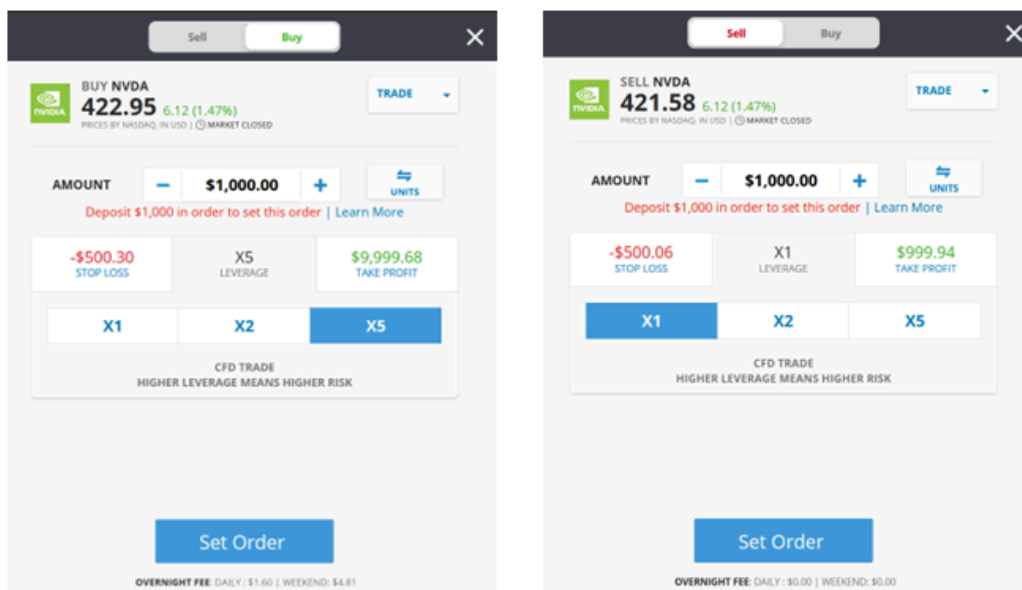 Sell Buy
BUY NVDA
422.95 6.12 (1.47%)
PRICES BY NASDAQ, IN USD | MARKET CLOSED
NVIDIA
TRADE
AMOUNT − $1,000.00 + UNITS
Deposit $1,000 in order to set this order | Learn More
-$500.30 X5 $9,999.68
STOP LOSS LEVERAGE TAKE PROFIT
X1 X2 X5
CFD TRADE
HIGHER LEVERAGE MEANS HIGHER RISK
Set Order
OVERNIGHT FEE: DAILY : $1.60 | WEEKEND: $4.81
Sell Buy
SELL NVDA
421.58 6.12 (1.47%)
PRICES BY NASDAQ, IN USD | MARKET CLOSED
NVIDIA
TRADE
AMOUNT − $1,000.00 + UNITS
Deposit $1,000 in order to set this order | Learn More
-$500.06 X1 $999.94
STOP LOSS LEVERAGE TAKE PROFIT
X1 X2 X5
CFD TRADE
HIGHER LEVERAGE MEANS HIGHER RISK
Set Order
OVERNIGHT FEE: DAILY : $0.00 | WEEKEND: $0.00